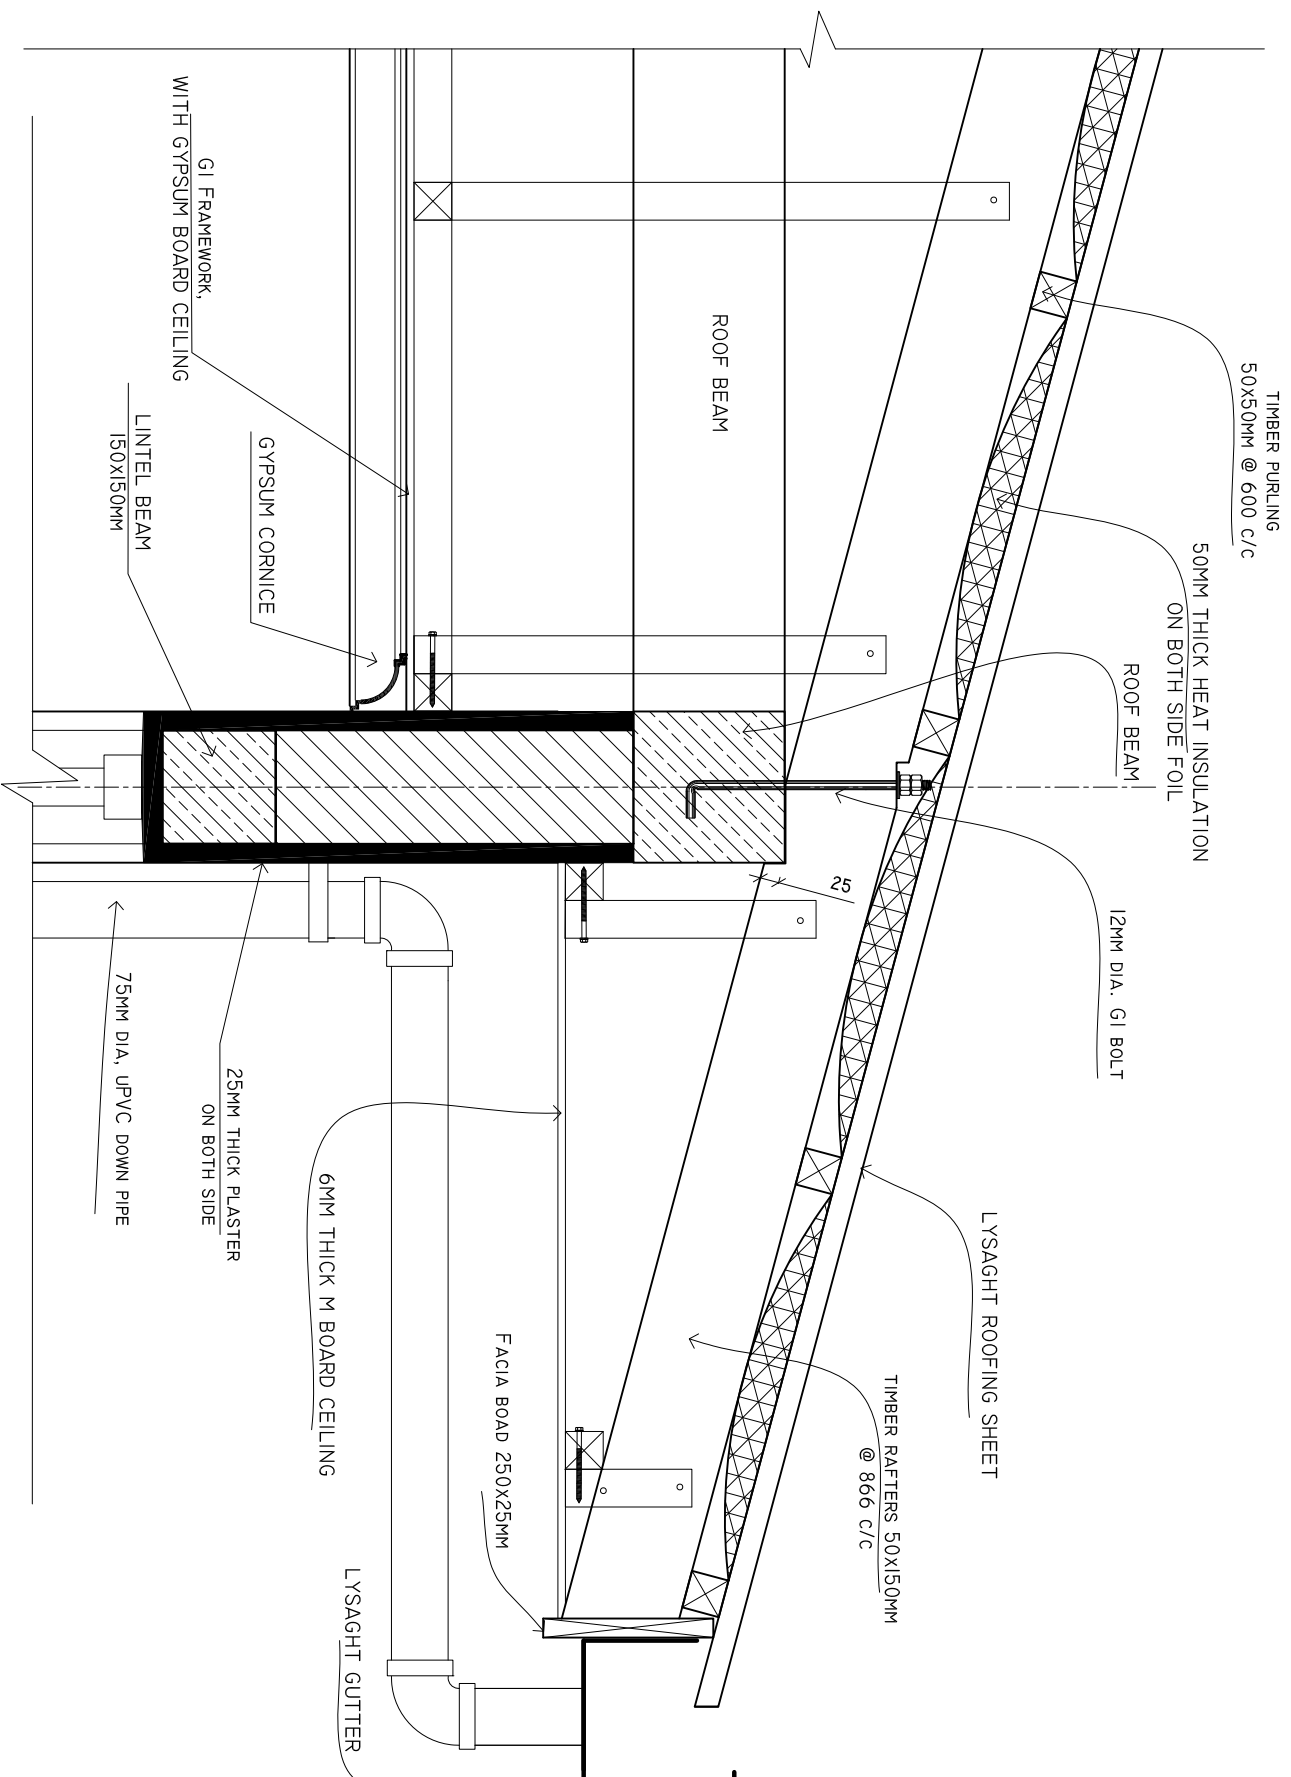 TIMBER PURLING
50X50MM @ 600 C/C
50MM THICK HEAT INSULATION
ON BOTH SIDE FOIL
ROOF BEAM
12MM DIA. GI BOLT
LYSAGHT ROOFING SHEET
TIMBER RAFTERS 50X150MM
@ 866 C/C
25
ROOF BEAM
GI FRAMEWORK,
WITH GYPSUM BOARD CEILING
GYPSUM CORNICE
LINTEL BEAM
150X150MM
75MM DIA, UPVC DOWN PIPE
25MM THICK PLASTER
ON BOTH SIDE
6MM THICK M BOARD CEILING
FACIA BOAD 250X25MM
LYSAGHT GUTTER